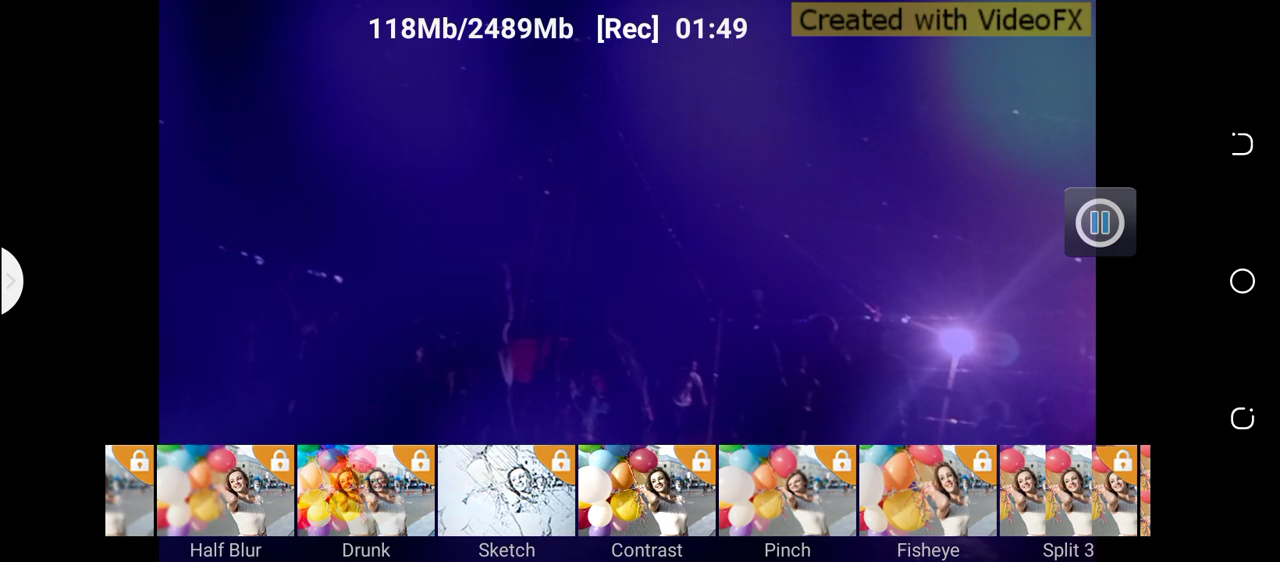 118Mb/2489Mb [Rec] 01:49
Created with VideoFX
Half Blur
Drunk
Sketch
Contrast
Pinch
Fisheye
Split 3